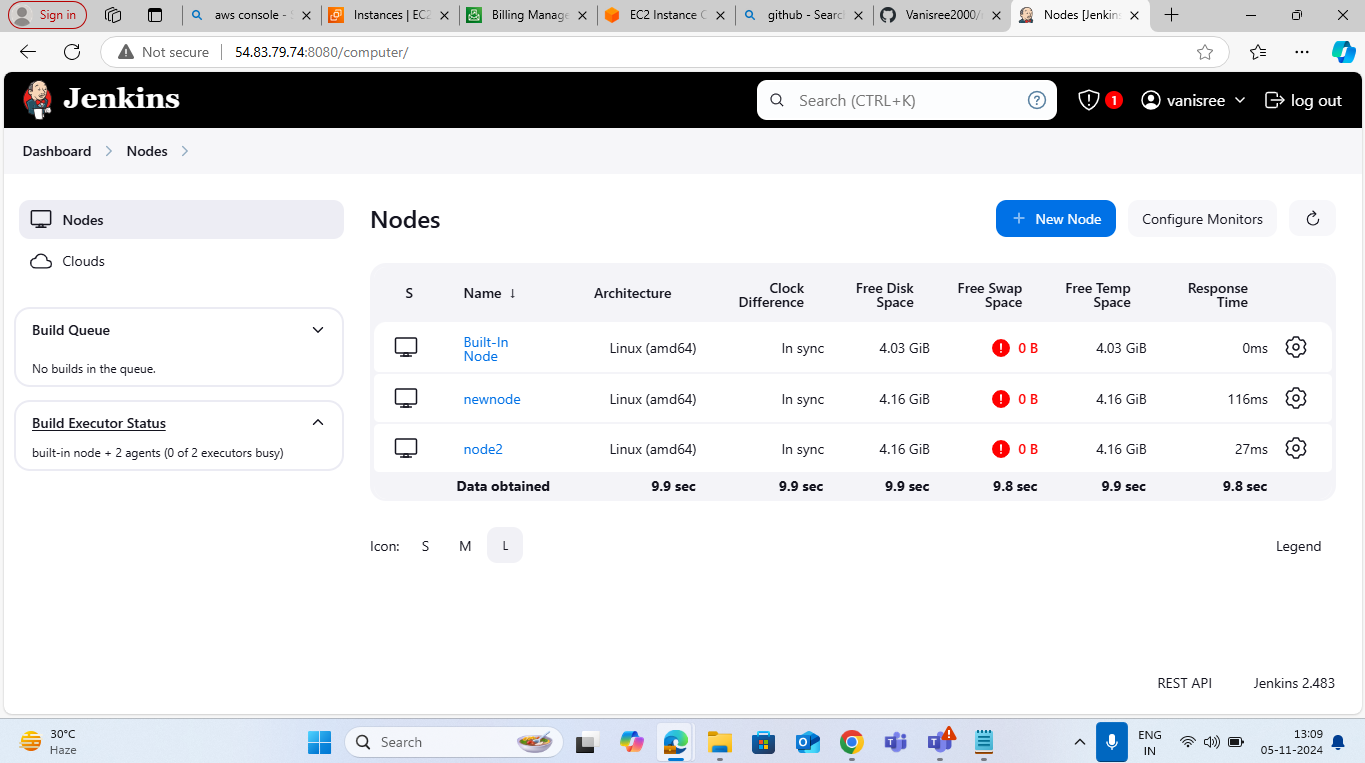 Sign in
aws console - S
Instances | EC2
Billing Manage
EC2 Instance C
github - Search
Vanisree2000/
Nodes [Jenkins
Not secure
54.83.79.74:8080/computer/
Jenkins
Search (CTRL+K)
1
vanisree
log out
Dashboard
Nodes
Nodes
Clouds
Build Queue
No builds in the queue.
Build Executor Status
built-in node + 2 agents (0 of 2 executors busy)
Nodes
+ New Node
Configure Monitors
S Name ↓ Architecture Clock Difference Free Disk Space Free Swap Space Free Temp Space Response Time
Built-In Node Linux (amd64) In sync 4.03 GiB 0 B 4.03 GiB 0ms
newnode Linux (amd64) In sync 4.16 GiB 0 B 4.16 GiB 116ms
node2 Linux (amd64) In sync 4.16 GiB 0 B 4.16 GiB 27ms
Data obtained 9.9 sec 9.9 sec 9.9 sec 9.8 sec 9.9 sec 9.8 sec
Icon: S M L
Legend
REST API
Jenkins 2.483
30°C
Haze
Search
ENG
IN
13:09
05-11-2024